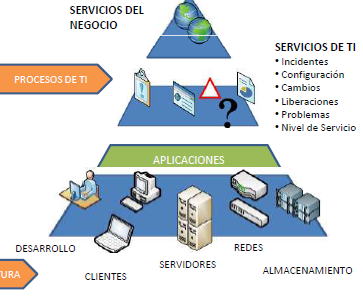 SERVICIOS DEL
NEGOCIO
SERVICIOS DE TI
• Incidentes
• Configuración
• Cambios
• Liberaciones
• Problemas
• Nivel de Servicio
PROCESOS DE TI
?
APLICACIONES
DESARROLLO
CLIENTES
SERVIDORES
REDES
ALMACENAMIENTO
TURA